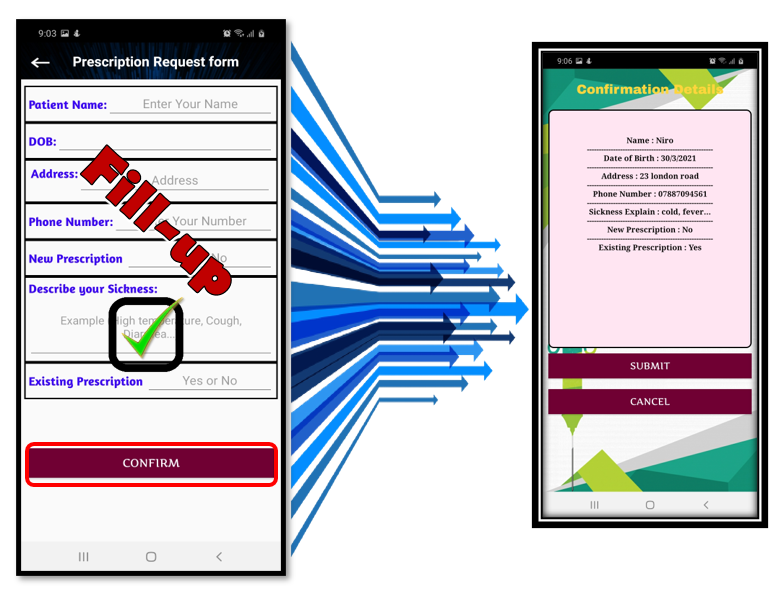 9:03
Prescription Request form
Patient Name: Enter Your Name
DOB:
Address: Address
Phone Number: Your Number
New Prescription No
Describe your Sickness:
Example High temperature, Cough,
Diarrhea...
Existing Prescription Yes or No
CONFIRM
Fill-up
9:06
Confirmation Details
Name : Niro
Date of Birth : 30/3/2021
Address : 23 london road
Phone Number : 07887094561
Sickness Explain : cold, fever...
New Prescription : No
Existing Prescription : Yes
SUBMIT
CANCEL